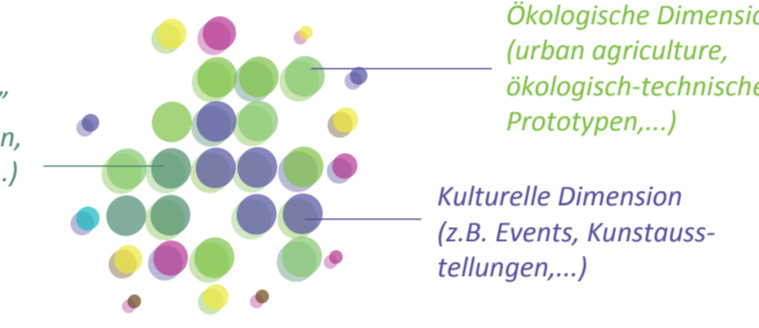 Ökologische Dimensio
(urban agriculture,
ökologisch-technische
Prototypen,...)
”
n,
.)
Kulturelle Dimension
(z.B. Events, Kunstauss-
tellungen,...)